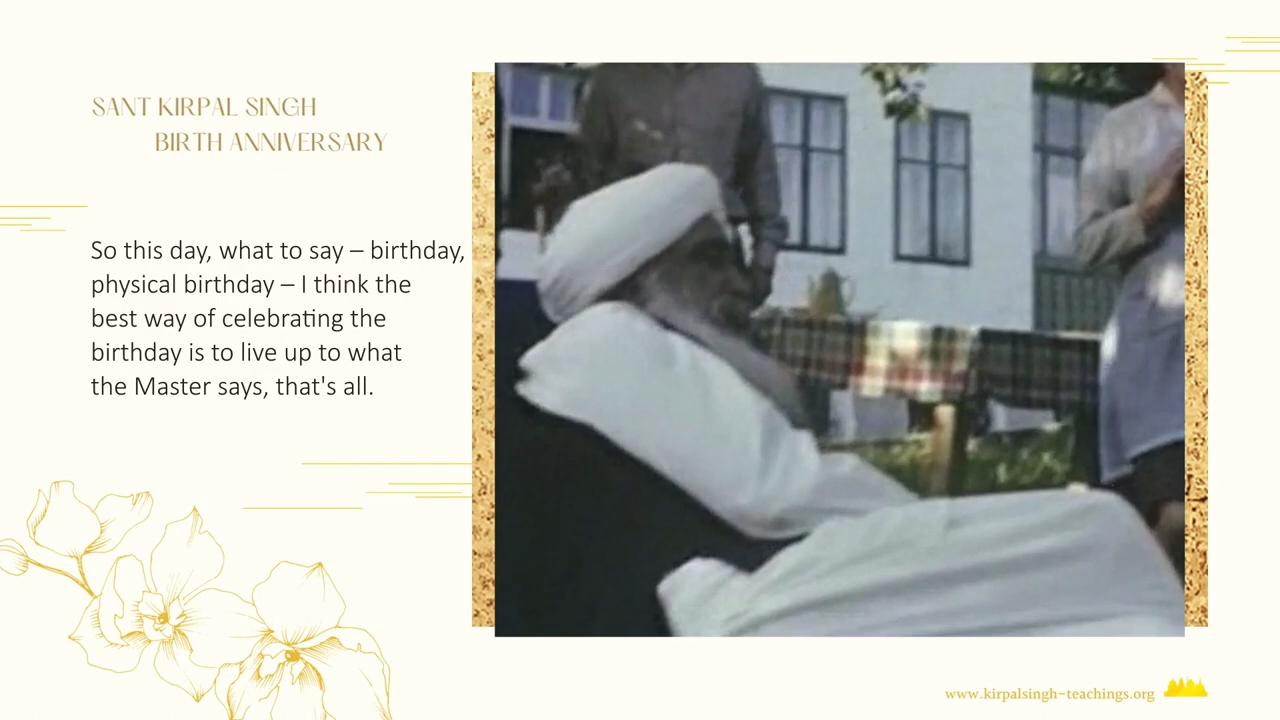 SANT KIRPAL SINGH
BIRTH ANNIVERSARY
So this day, what to say – birthday,
physical birthday – I think the
best way of celebrating the
birthday is to live up to what
the Master says, that's all.
www.kirpalsingh-teachings.org